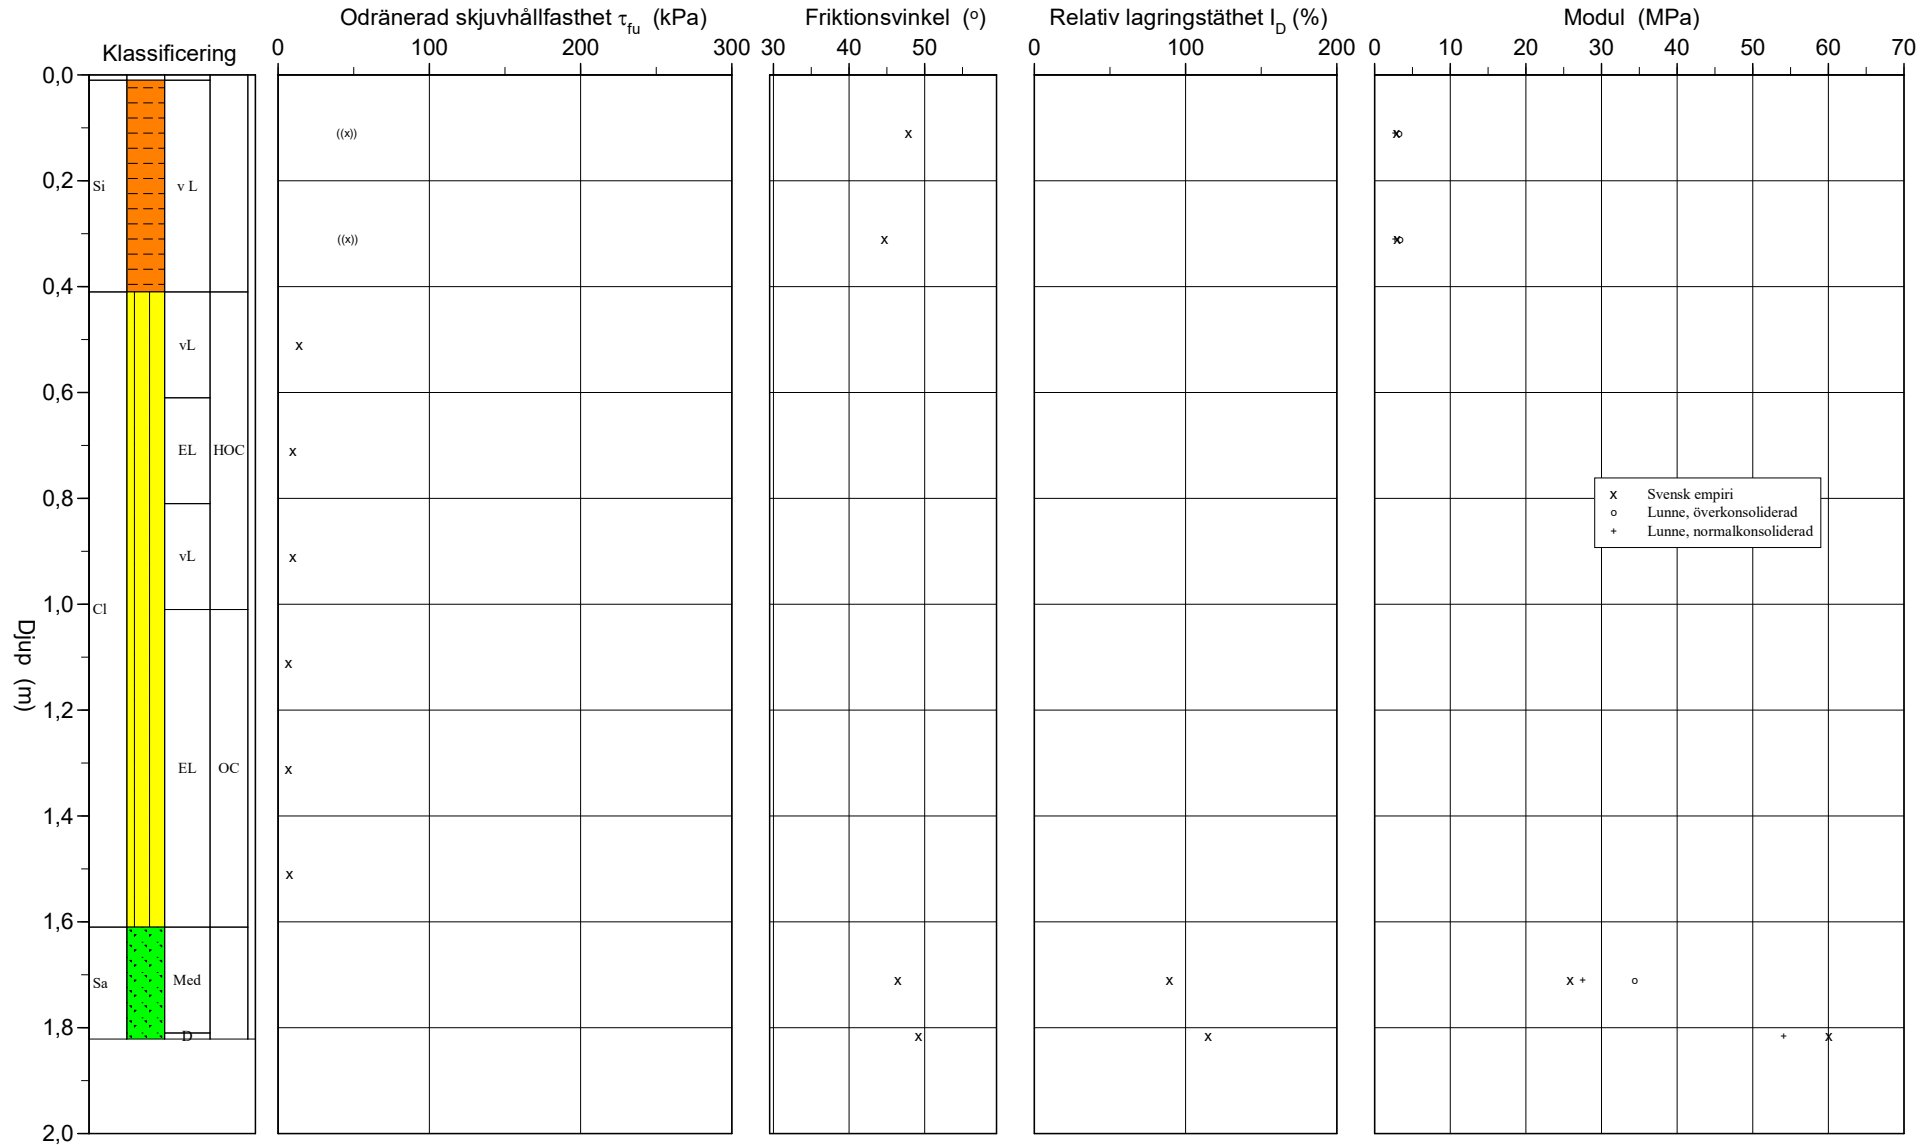 Odränerad skjuvhållfasthet τfu (kPa)
Friktionsvinkel (o)
Relativ lagringstäthet ID (%)
Modul (MPa)
Klassificering
0 100 200 300
30 40 50
0 100 200
0 10 20 30 40 50 60 70
0,0
0,2
0,4
0,6
0,8
1,0
1,2
1,4
1,6
1,8
2,0
Djup (m)
Si
v L
vL
EL
HOC
vL
Cl
EL
OC
Sa
Med
D
((x))
x
x
((x))
x
x
x
x
x
x
x
x
x
x
x
+
o
x
x
+
x
x Svensk empiri
o Lunne, överkonsoliderad
+ Lunne, normalkonsoliderad